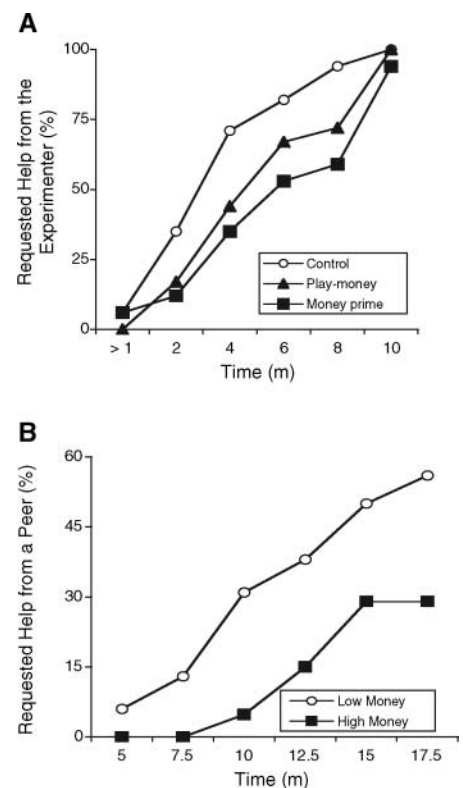 A
Requested Help from the
Experimenter (%)
100
75
50
25
0
Control
Play-money
Money prime
> 1 2 4 6 8 10
Time (m)
B
Requested Help from a Peer (%)
60
45
30
15
0
Low Money
High Money
5 7.5 10 12.5 15 17.5
Time (m)